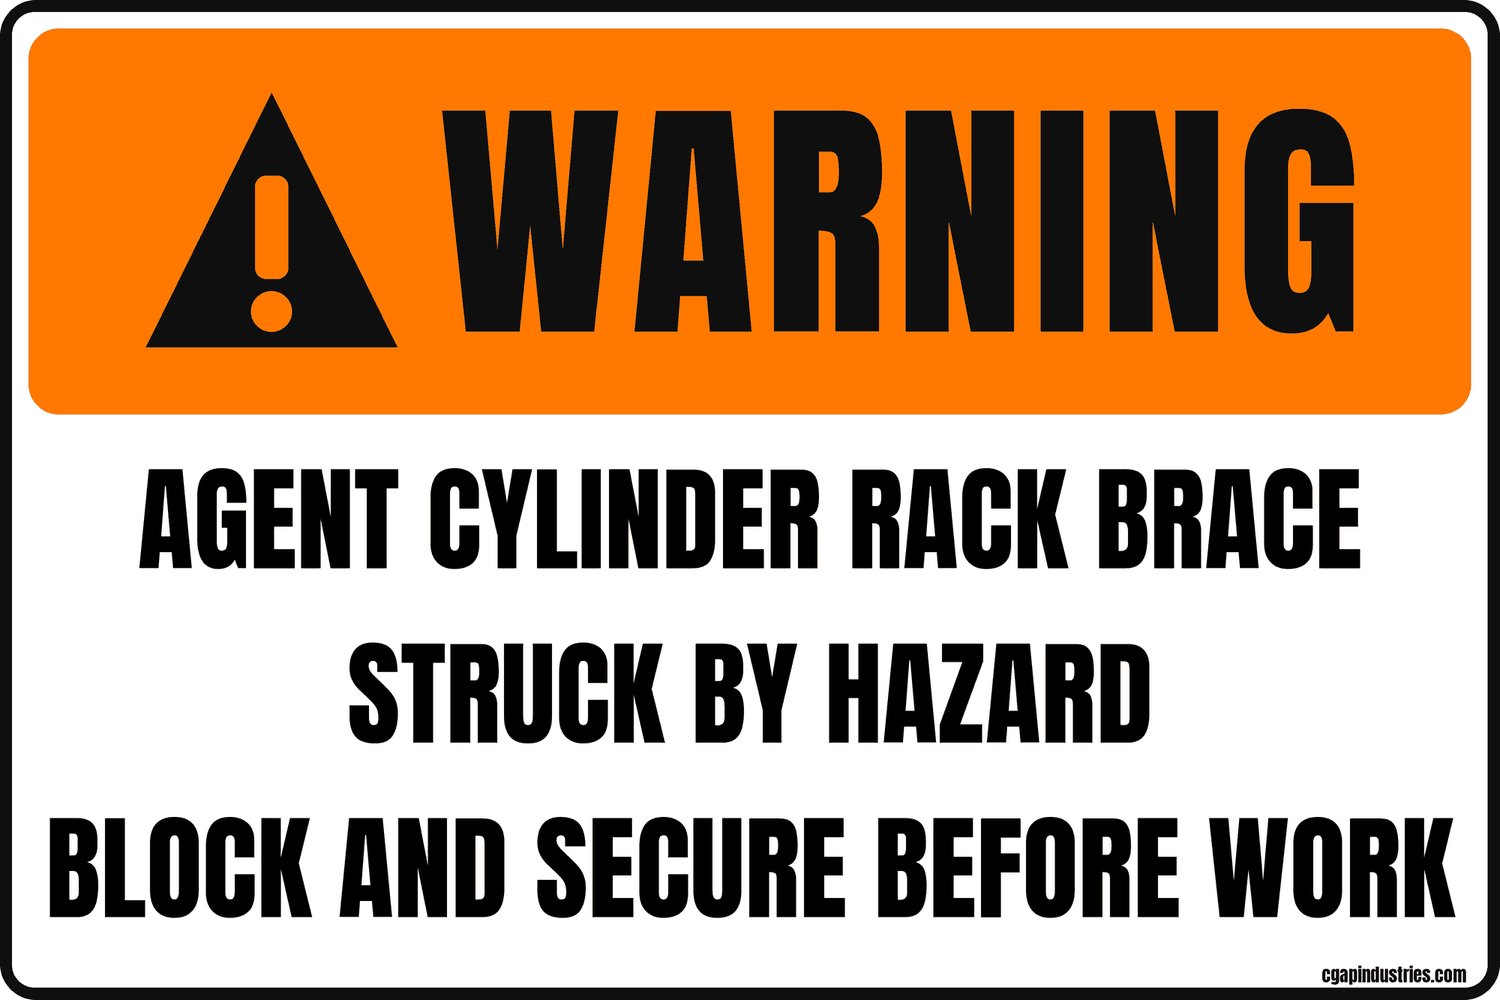 WARNING
AGENT CYLINDER RACK BRACE
STRUCK BY HAZARD
BLOCK AND SECURE BEFORE WORK
cgapindustries.com